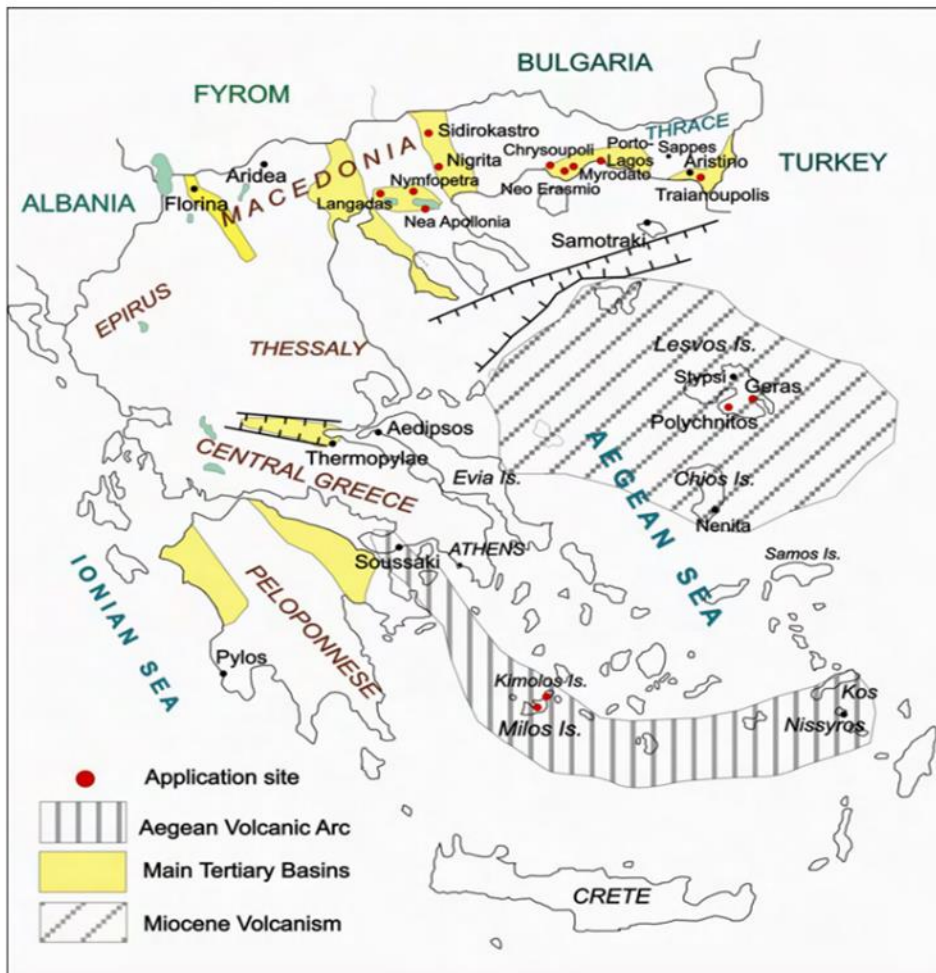 BULGARIA
FYROM
THRACE
Sidirokastro
Chrysoupoli
Porto-
Lagos
Sappes
TURKEY
Aridea
MACEDONIA
Nigrita
Myrodato
Aristino
ALBANIA
Florina
Nymfopetra
Neo Erasmio
Traianoupolis
Langadas
Nea Apollonia
Samotraki
EPIRUS
THESSALY
Lesvos Is.
Stypsi
Geras
Polychnitos
Aedipsos
Thermopylae
CENTRAL GREECE
Evia Is.
AEGEAN SEA
Chios Is.
Nenita
Soussaki
ATHENS
Samos Is.
IONIAN SEA
PELOPONNESE
Pylos
Kimolos Is.
Milos Is.
Kos
Nissyros
Application site
Aegean Volcanic Arc
Main Tertiary Basins
Miocene Volcanism
CRETE